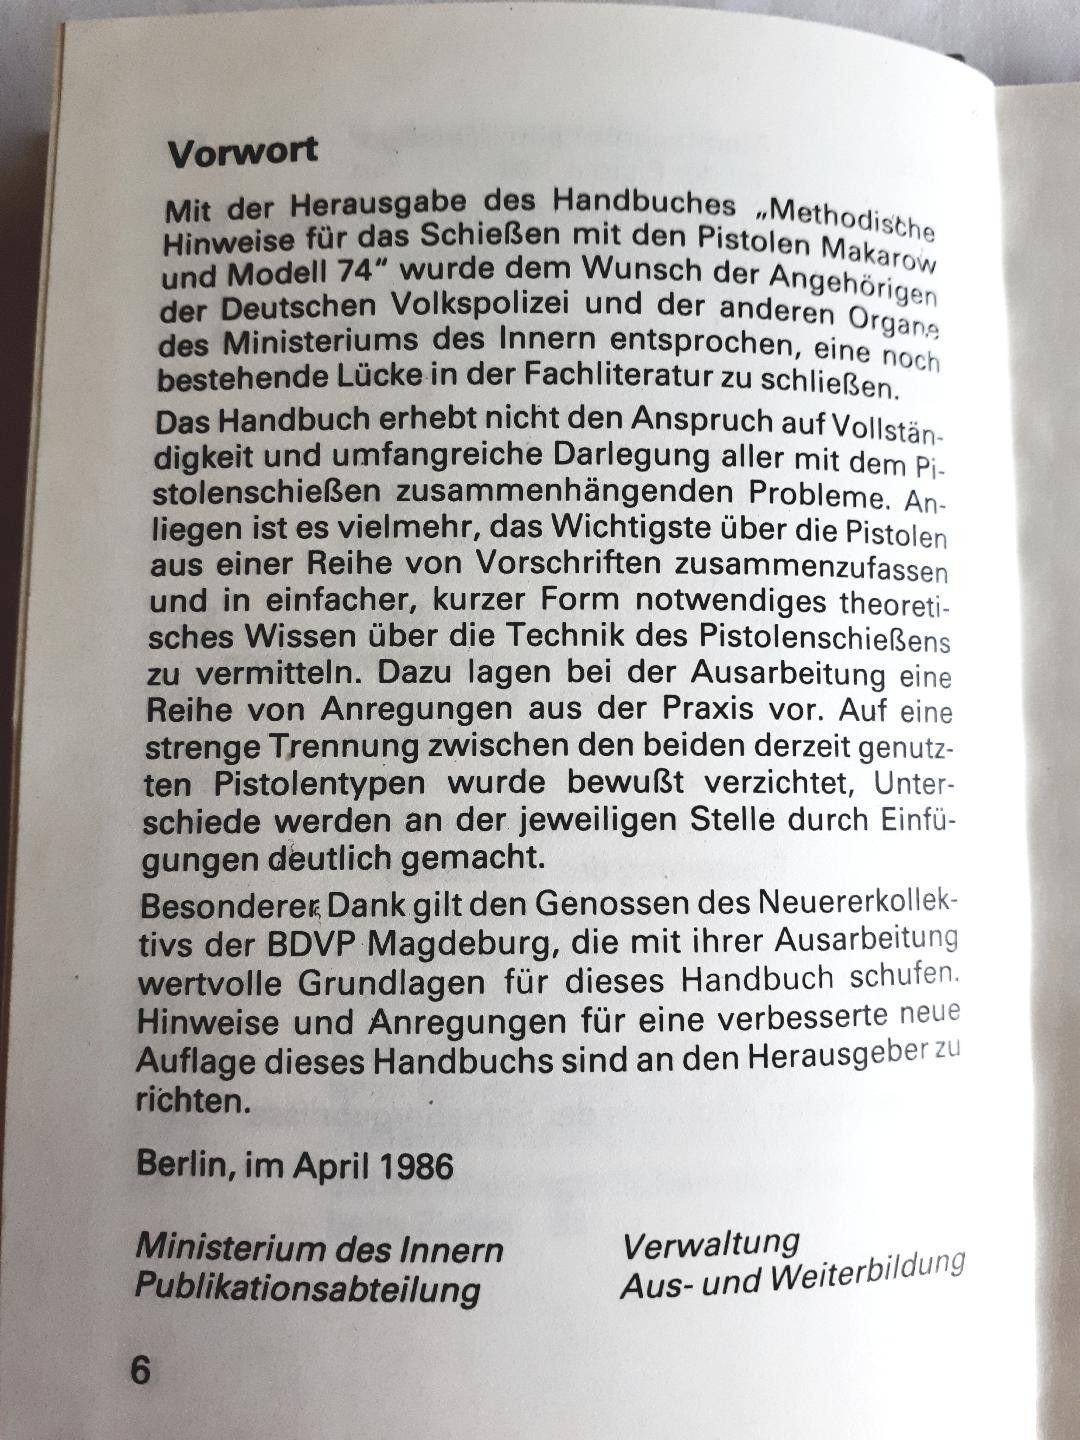 Vorwort
Mit der Herausgabe des Handbuches „Methodische
Hinweise für das Schießen mit den Pistolen Makarow
und Modell 74“ wurde dem Wunsch der Angehörigen
der Deutschen Volkspolizei und der anderen Organe
des Ministeriums des Innern entsprochen, eine noch
bestehende Lücke in der Fachliteratur zu schließen.
Das Handbuch erhebt nicht den Anspruch auf Vollstän-
digkeit und umfangreiche Darlegung aller mit dem Pi-
stolenschießen zusammenhängenden Probleme. An-
liegen ist es vielmehr, das Wichtigste über die Pistolen
aus einer Reihe von Vorschriften zusammenzufassen
und in einfacher, kurzer Form notwendiges theoreti-
sches Wissen über die Technik des Pistolenschießens
zu vermitteln. Dazu lagen bei der Ausarbeitung eine
Reihe von Anregungen aus der Praxis vor. Auf eine
strenge Trennung zwischen den beiden derzeit genutz-
ten Pistolentypen wurde bewußt verzichtet, Unter-
schiede werden an der jeweiligen Stelle durch Einfü-
gungen deutlich gemacht.
Besonderer Dank gilt den Genossen des Neuererkollek-
tivs der BDVP Magdeburg, die mit ihrer Ausarbeitung
wertvolle Grundlagen für dieses Handbuch schufen.
Hinweise und Anregungen für eine verbesserte neue
Auflage dieses Handbuchs sind an den Herausgeber zu
richten.
Berlin, im April 1986
Ministerium des Innern
Publikationsabteilung
Verwaltung
Aus- und Weiterbildung
6